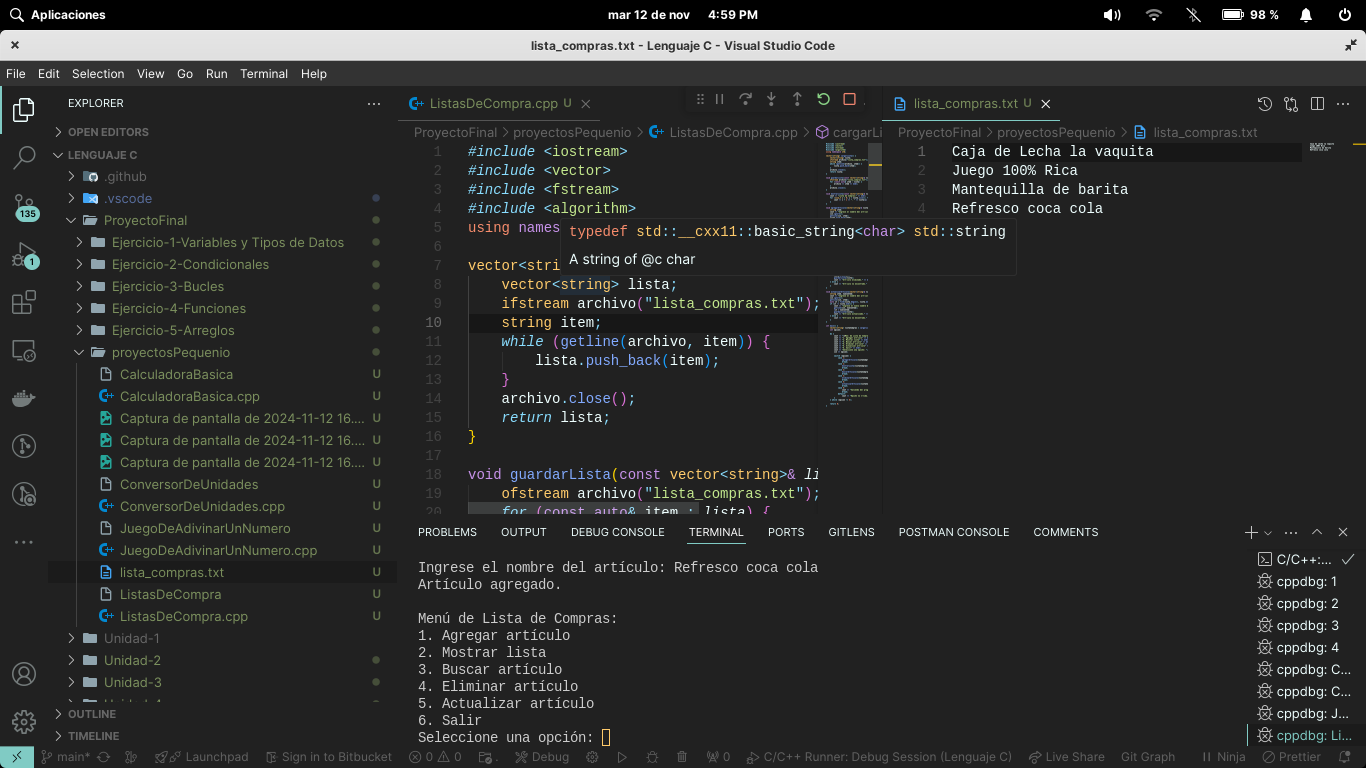 Aplicaciones
mar 12 de nov 4:59 PM
98 %
lista_compras.txt - Lenguaje C - Visual Studio Code
File Edit Selection View Go Run Terminal Help
EXPLORER
OPEN EDITORS
LENGUAJE C
.github
.vscode
ProyectoFinal
Ejercicio-1-Variables y Tipos de Datos
Ejercicio-2-Condicionales
Ejercicio-3-Bucles
Ejercicio-4-Funciones
Ejercicio-5-Arreglos
proyectosPequenio
CalculadoraBasica U
CalculadoraBasica.cpp U
Captura de pantalla de 2024-11-12 16.... U
Captura de pantalla de 2024-11-12 16.... U
Captura de pantalla de 2024-11-12 16.... U
ConversorDeUnidades U
ConversorDeUnidades.cpp U
JuegoDeAdivinarUnNumero U
JuegoDeAdivinarUnNumero.cpp U
lista_compras.txt U
ListasDeCompra U
ListasDeCompra.cpp U
Unidad-1
Unidad-2
Unidad-3
OUTLINE
TIMELINE
135
1
ListasDeCompra.cpp U
ProyectoFinal > proyectosPequenio > ListasDeCompra.cpp > cargarLi
1 #include <iostream>
2 #include <vector>
3 #include <fstream>
4 #include <algorithm>
5 using names
6
7 vector<stri
8 vector<string> lista;
9 ifstream archivo("lista_compras.txt");
10 string item;
11 while (getline(archivo, item)) {
12 lista.push_back(item);
13 }
14 archivo.close();
15 return lista;
16 }
17
18 void guardarLista(const vector<string>& li
19 ofstream archivo("lista_compras.txt");
20 for (const auto& item : lista) {
typedef std::__cxx11::basic_string<char> std::string
A string of @c char
lista_compras.txt U
ProyectoFinal > proyectosPequenio > lista_compras.txt
1 Caja de Lecha la vaquita
2 Juego 100% Rica
3 Mantequilla de barita
4 Refresco coca cola
PROBLEMS OUTPUT DEBUG CONSOLE TERMINAL PORTS GITLENS POSTMAN CONSOLE COMMENTS
Ingrese el nombre del artículo: Refresco coca cola
Artículo agregado.
Menú de Lista de Compras:
1. Agregar artículo
2. Mostrar lista
3. Buscar artículo
4. Eliminar artículo
5. Actualizar artículo
6. Salir
Seleccione una opción:
C/C++:...
cppdbg: 1
cppdbg: 2
cppdbg: 3
cppdbg: 4
cppdbg: C...
cppdbg: C...
cppdbg: J...
cppdbg: Li...
main* Launchpad Sign in to Bitbucket 0 0 Debug 0 C/C++ Runner: Debug Session (Lenguaje C) Live Share Git Graph Ninja Prettier